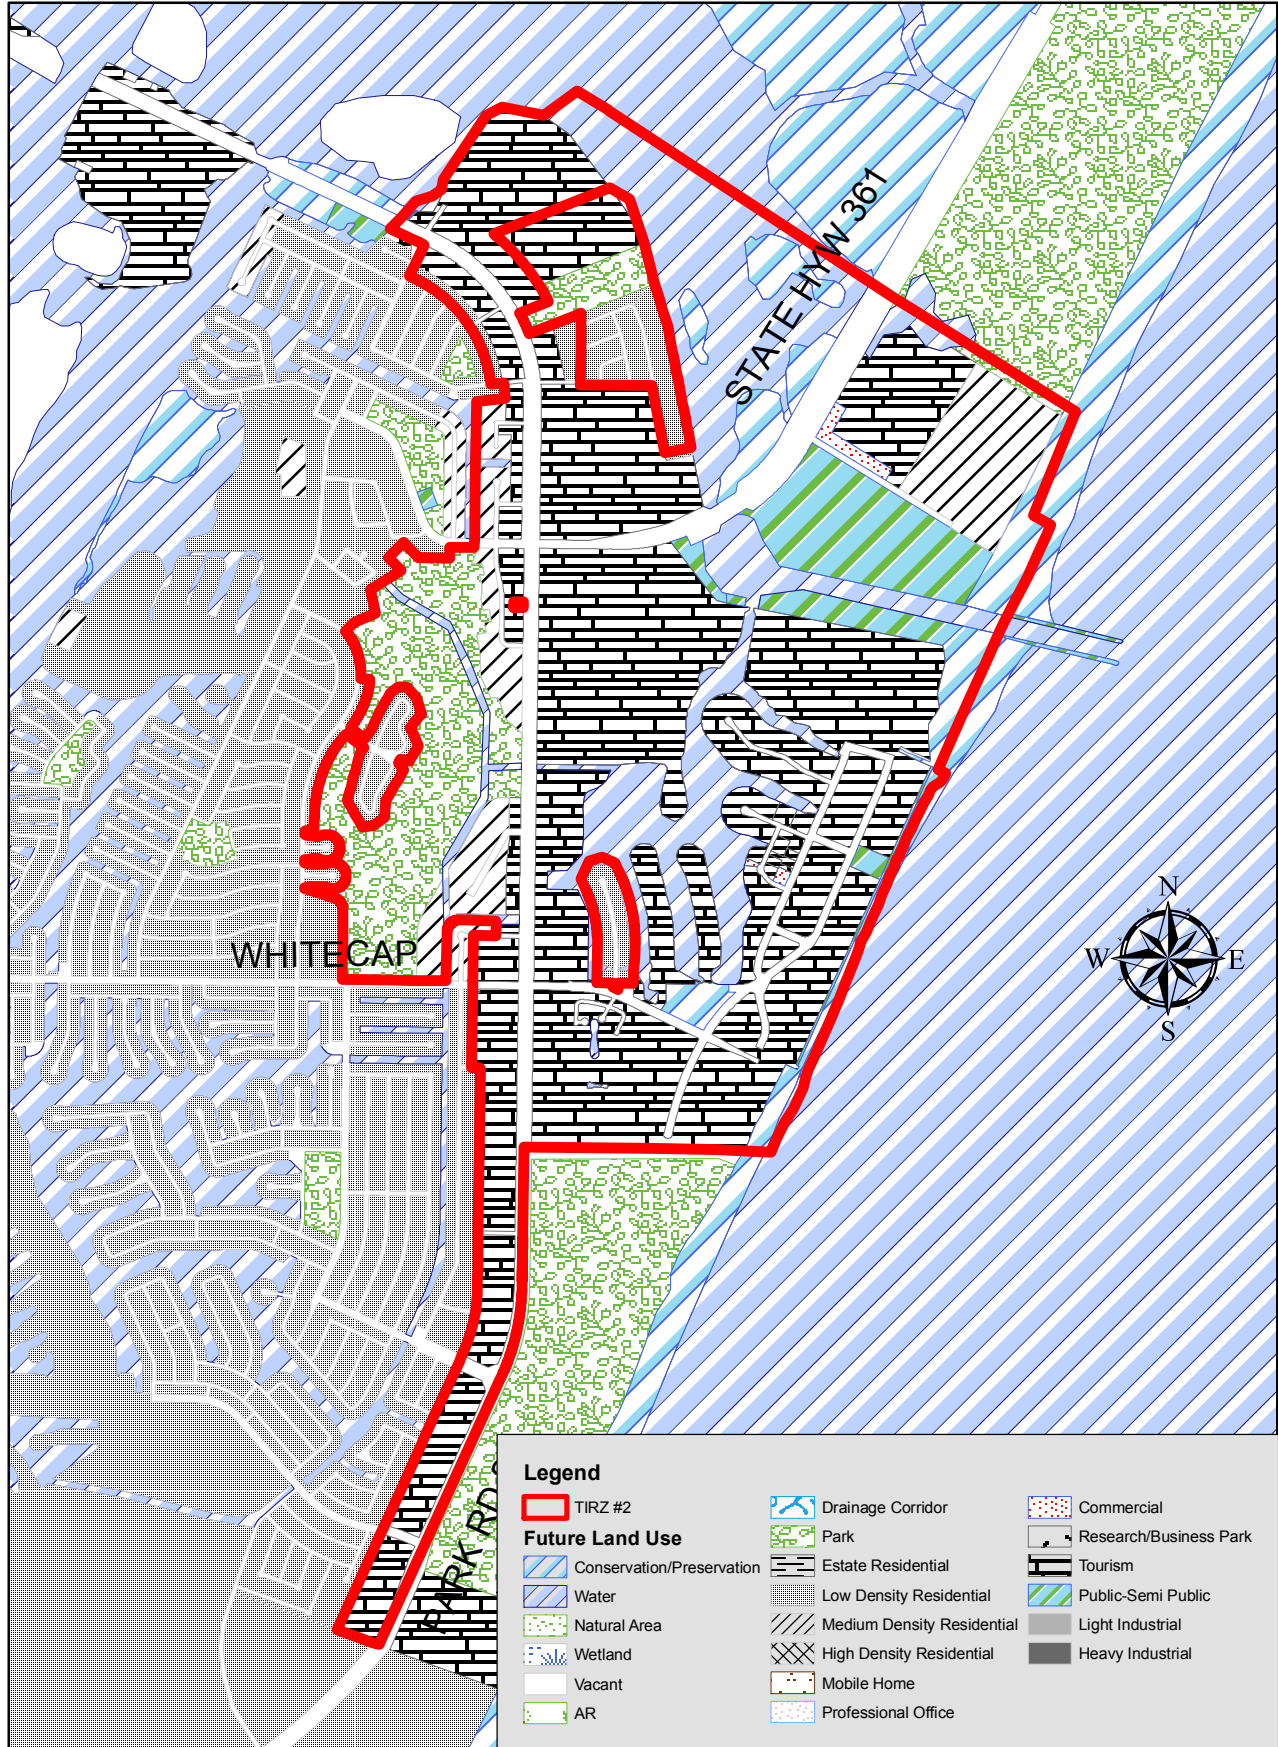 STATE HYW 361
N
W E
S
WHITECAP
PARK RD
Legend
TIRZ #2
Future Land Use
Conservation/Preservation
Water
Natural Area
Wetland
Vacant
AR
Drainage Corridor
Park
Estate Residential
Low Density Residential
Medium Density Residential
High Density Residential
Mobile Home
Professional Office
Commercial
Research/Business Park
Tourism
Public-Semi Public
Light Industrial
Heavy Industrial